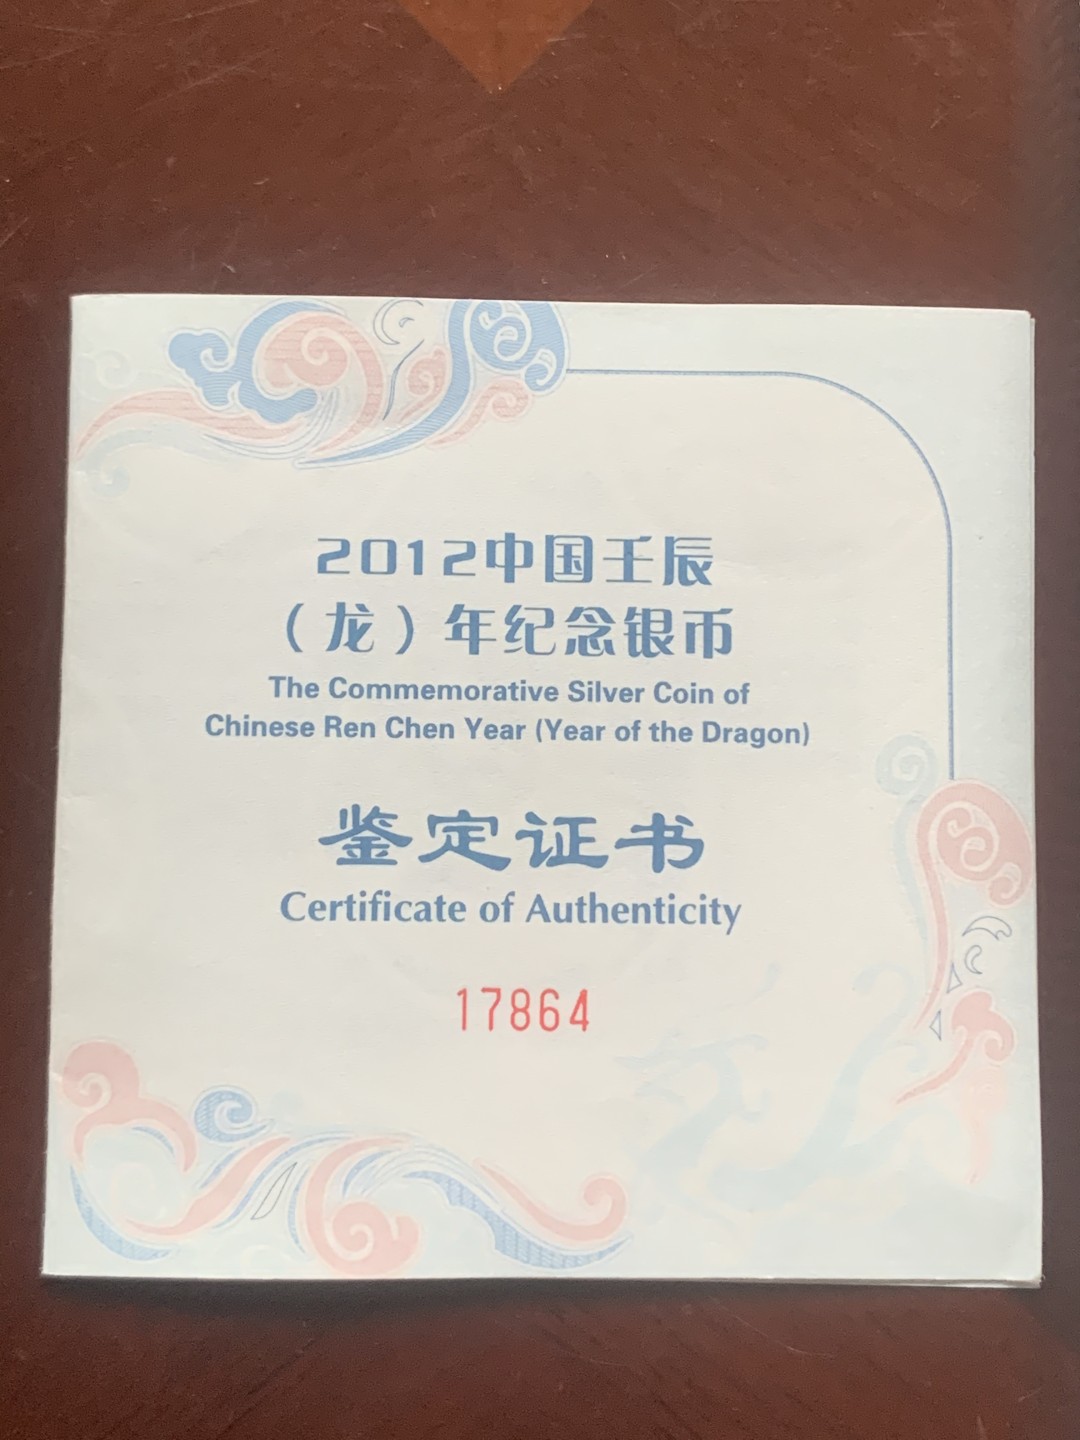 2012中国壬辰
（龙）年纪念银币
The Commemorative Silver Coin of
Chinese Ren Chen Year (Year of the Dragon)
鉴定证书
Certificate of Authenticity
17864